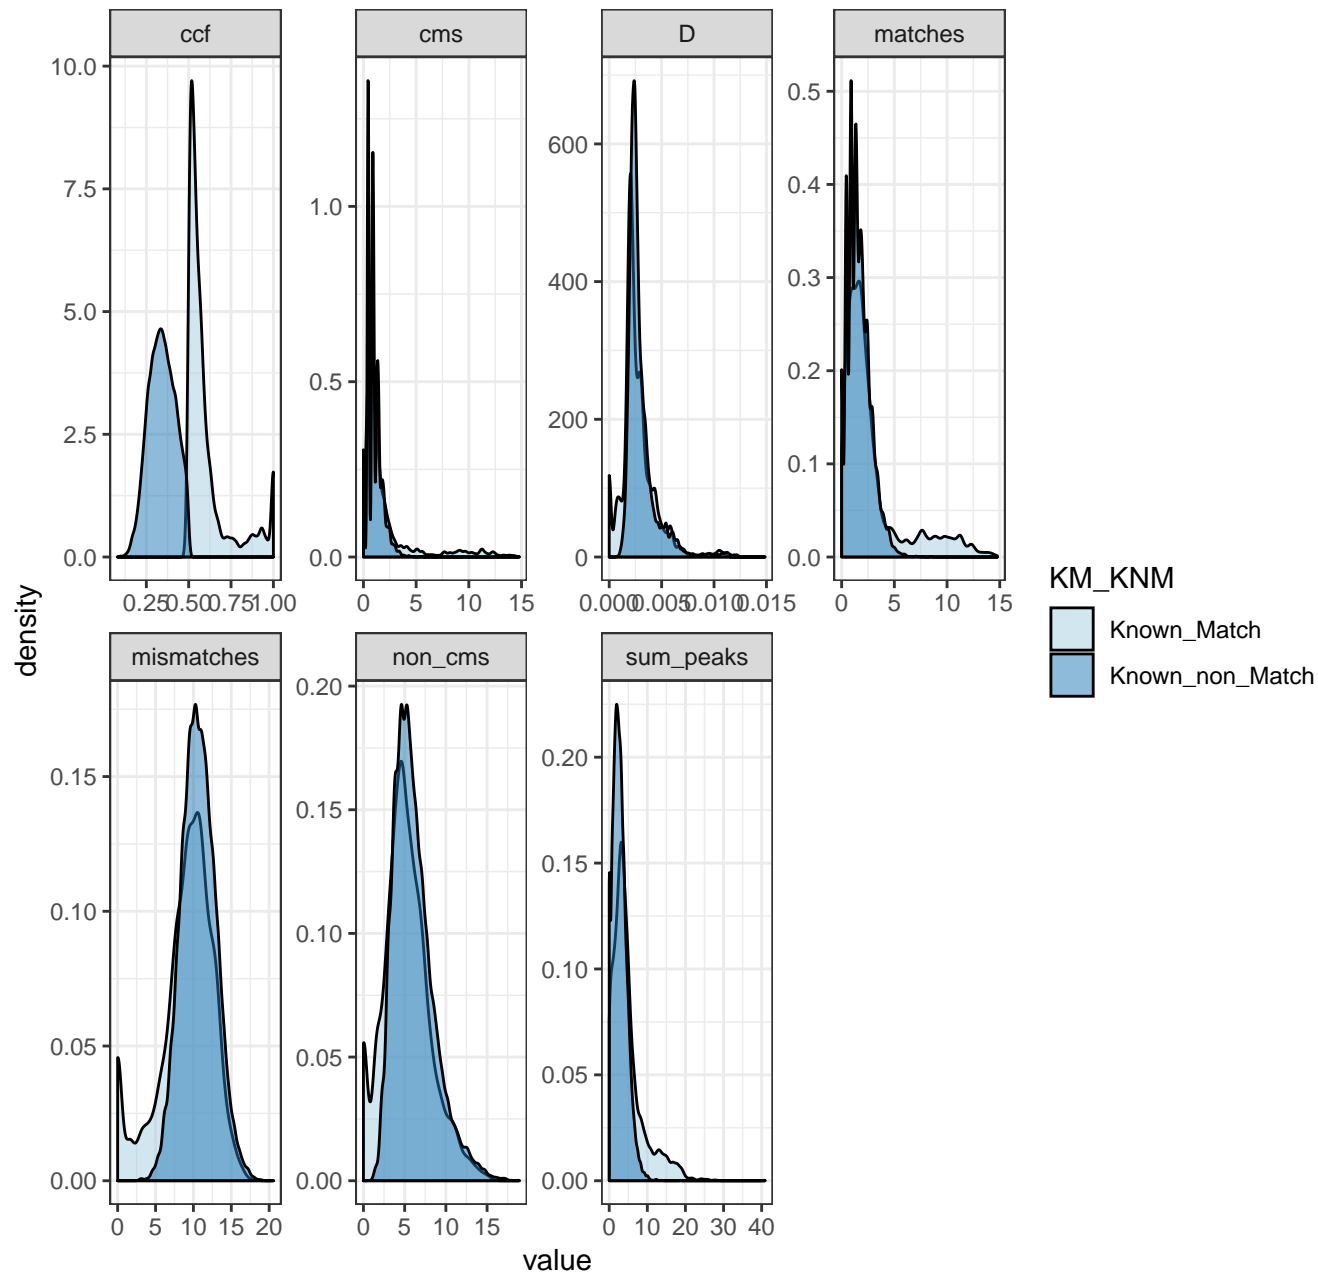 ccf
cms
D
matches
10.0
7.5
5.0
2.5
0.0
1.0
0.5
0.0
600
400
200
0
0.5
0.4
0.3
0.2
0.1
0.0
0.25 0.50 0.75 1.00
0 5 10 15
0.000 0.005 0.010 0.015
0 5 10 15
density
mismatches
non_cms
sum_peaks
0.15
0.10
0.05
0.00
0.20
0.15
0.10
0.05
0.00
0.20
0.15
0.10
0.05
0.00
0 5 10 15 20
0 5 10 15
0 10 20 30 40
value
KM_KNM
Known_Match
Known_non_Match